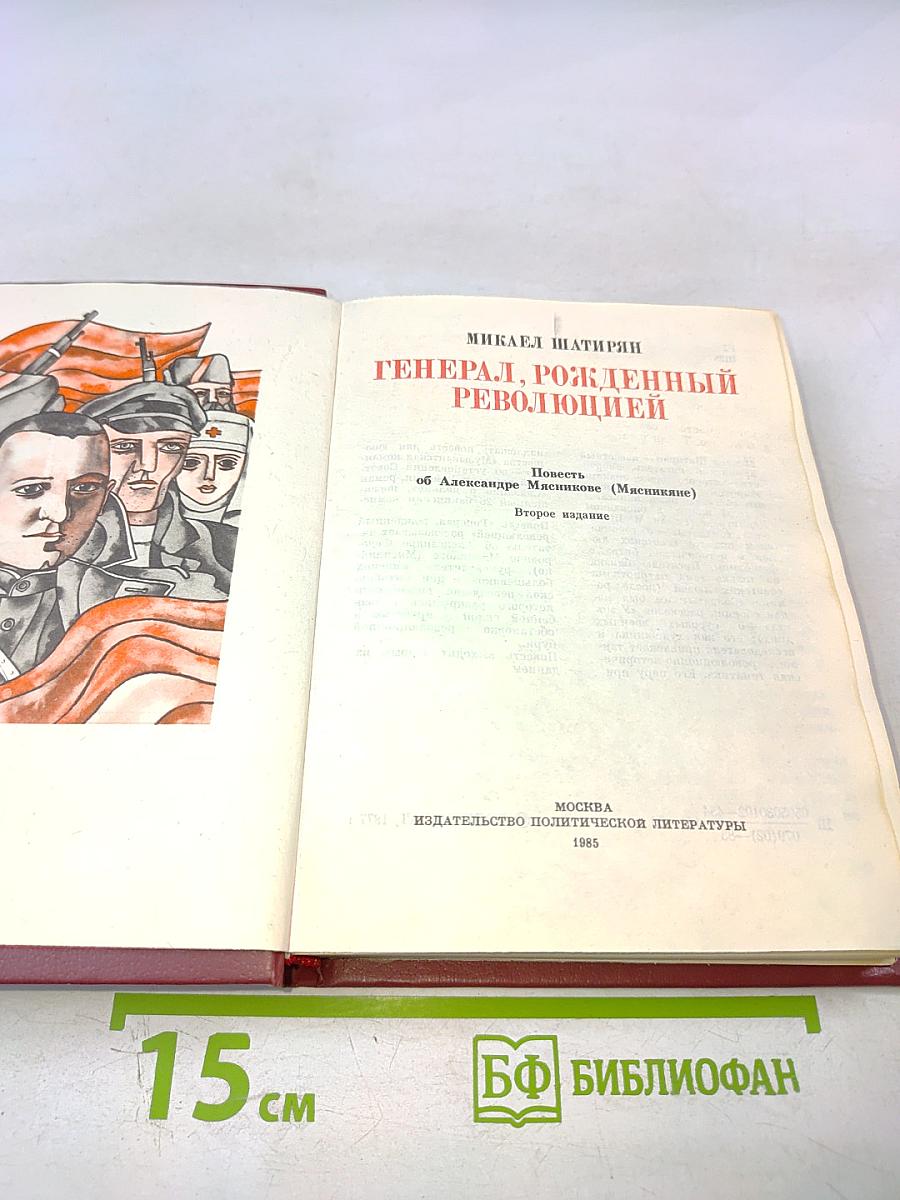 МИКАЕЛ ШАТИРЯН
ГЕНЕРАЛ, РОЖДЕННЫЙ
РЕВОЛЮЦИЕЙ
Повесть
об Александре Мясникове (Мясникяне)
Второе издание
МОСКВА
ИЗДАТЕЛЬСТВО ПОЛИТИЧЕСКОЙ ЛИТЕРАТУРЫ
1985
15 см
БФ БИБЛИОФАН